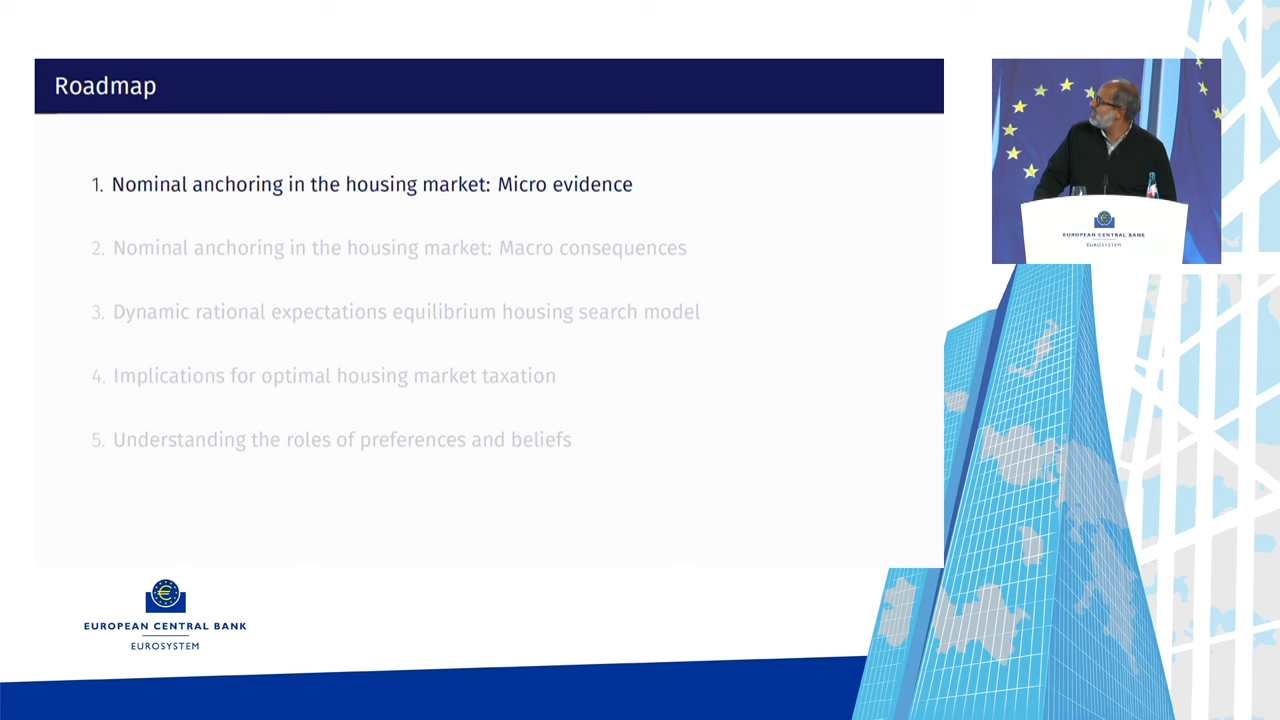 Roadmap
1. Nominal anchoring in the housing market: Micro evidence
2. Nominal anchoring in the housing market: Macro consequences
3. Dynamic rational expectations equilibrium housing search model
4. Implications for optimal housing market taxation
5. Understanding the roles of preferences and beliefs
EUROPEAN CENTRAL BANK
EUROSYSTEM
EUROPEAN CENTRAL BANK
EUROSYSTEM